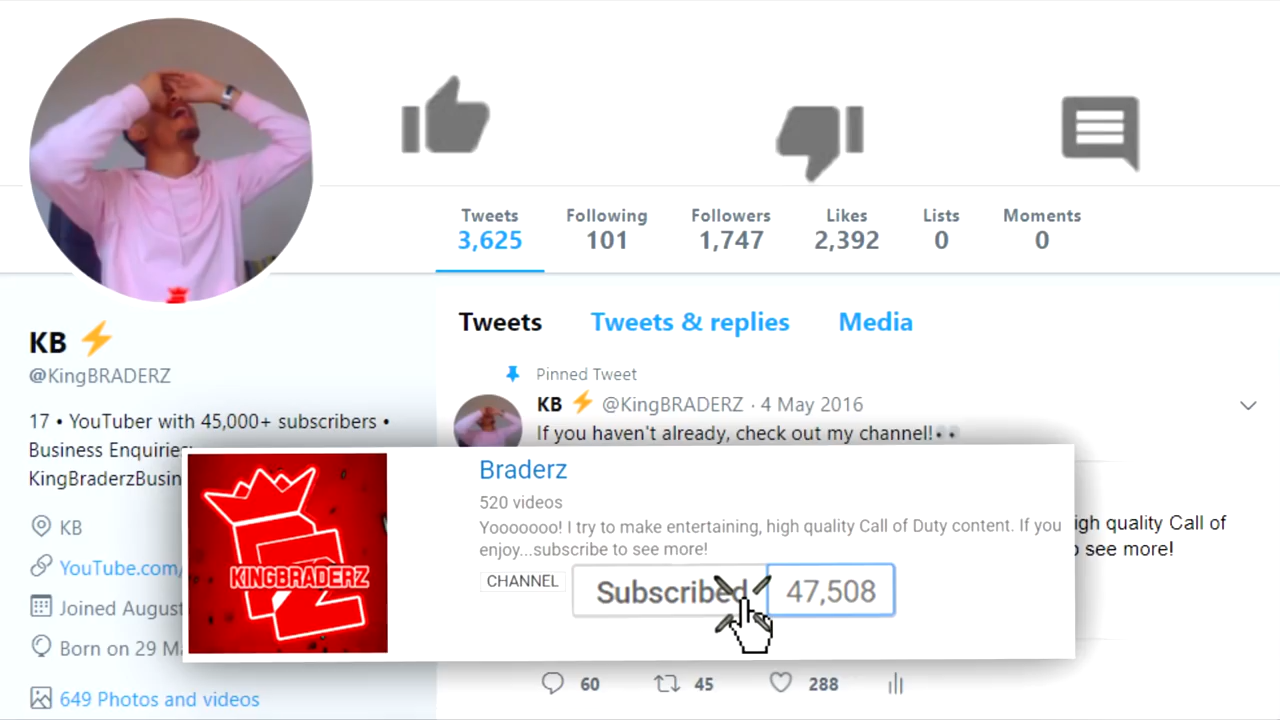 Tweets Following Followers Likes Lists Moments
3,625 101 1,747 2,392 0 0
KB ⚡
@KingBRADERZ
17 • YouTuber with 45,000+ subscribers •
Business Enquiries:
KingBraderzBusin
KB
YouTube.com/
Joined August
Born on 29 Ma
649 Photos and videos
Tweets Tweets & replies Media
Pinned Tweet
KB ⚡ @KingBRADERZ · 4 May 2016
If you haven't already, check out my channel!👀
igh quality Call of
see more!
KINGBRADERZ
Braderz
520 videos
Yooooooo! I try to make entertaining, high quality Call of Duty content. If you
enjoy...subscribe to see more!
CHANNEL
Subscribed 47,508
60 45 288